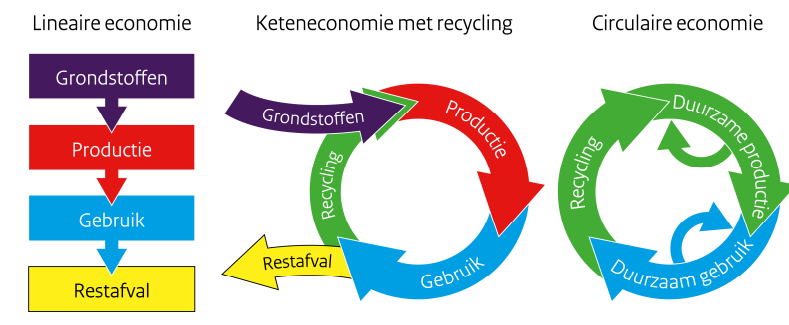 Lineaire economie
Grondstoffen
Productie
Gebruik
Restafval
Keteneconomie met recycling
Grondstoffen
Productie
Gebruik
Restafval
Recycling
Circulaire economie
Duurzame productie
Duurzaam gebruik
Recycling